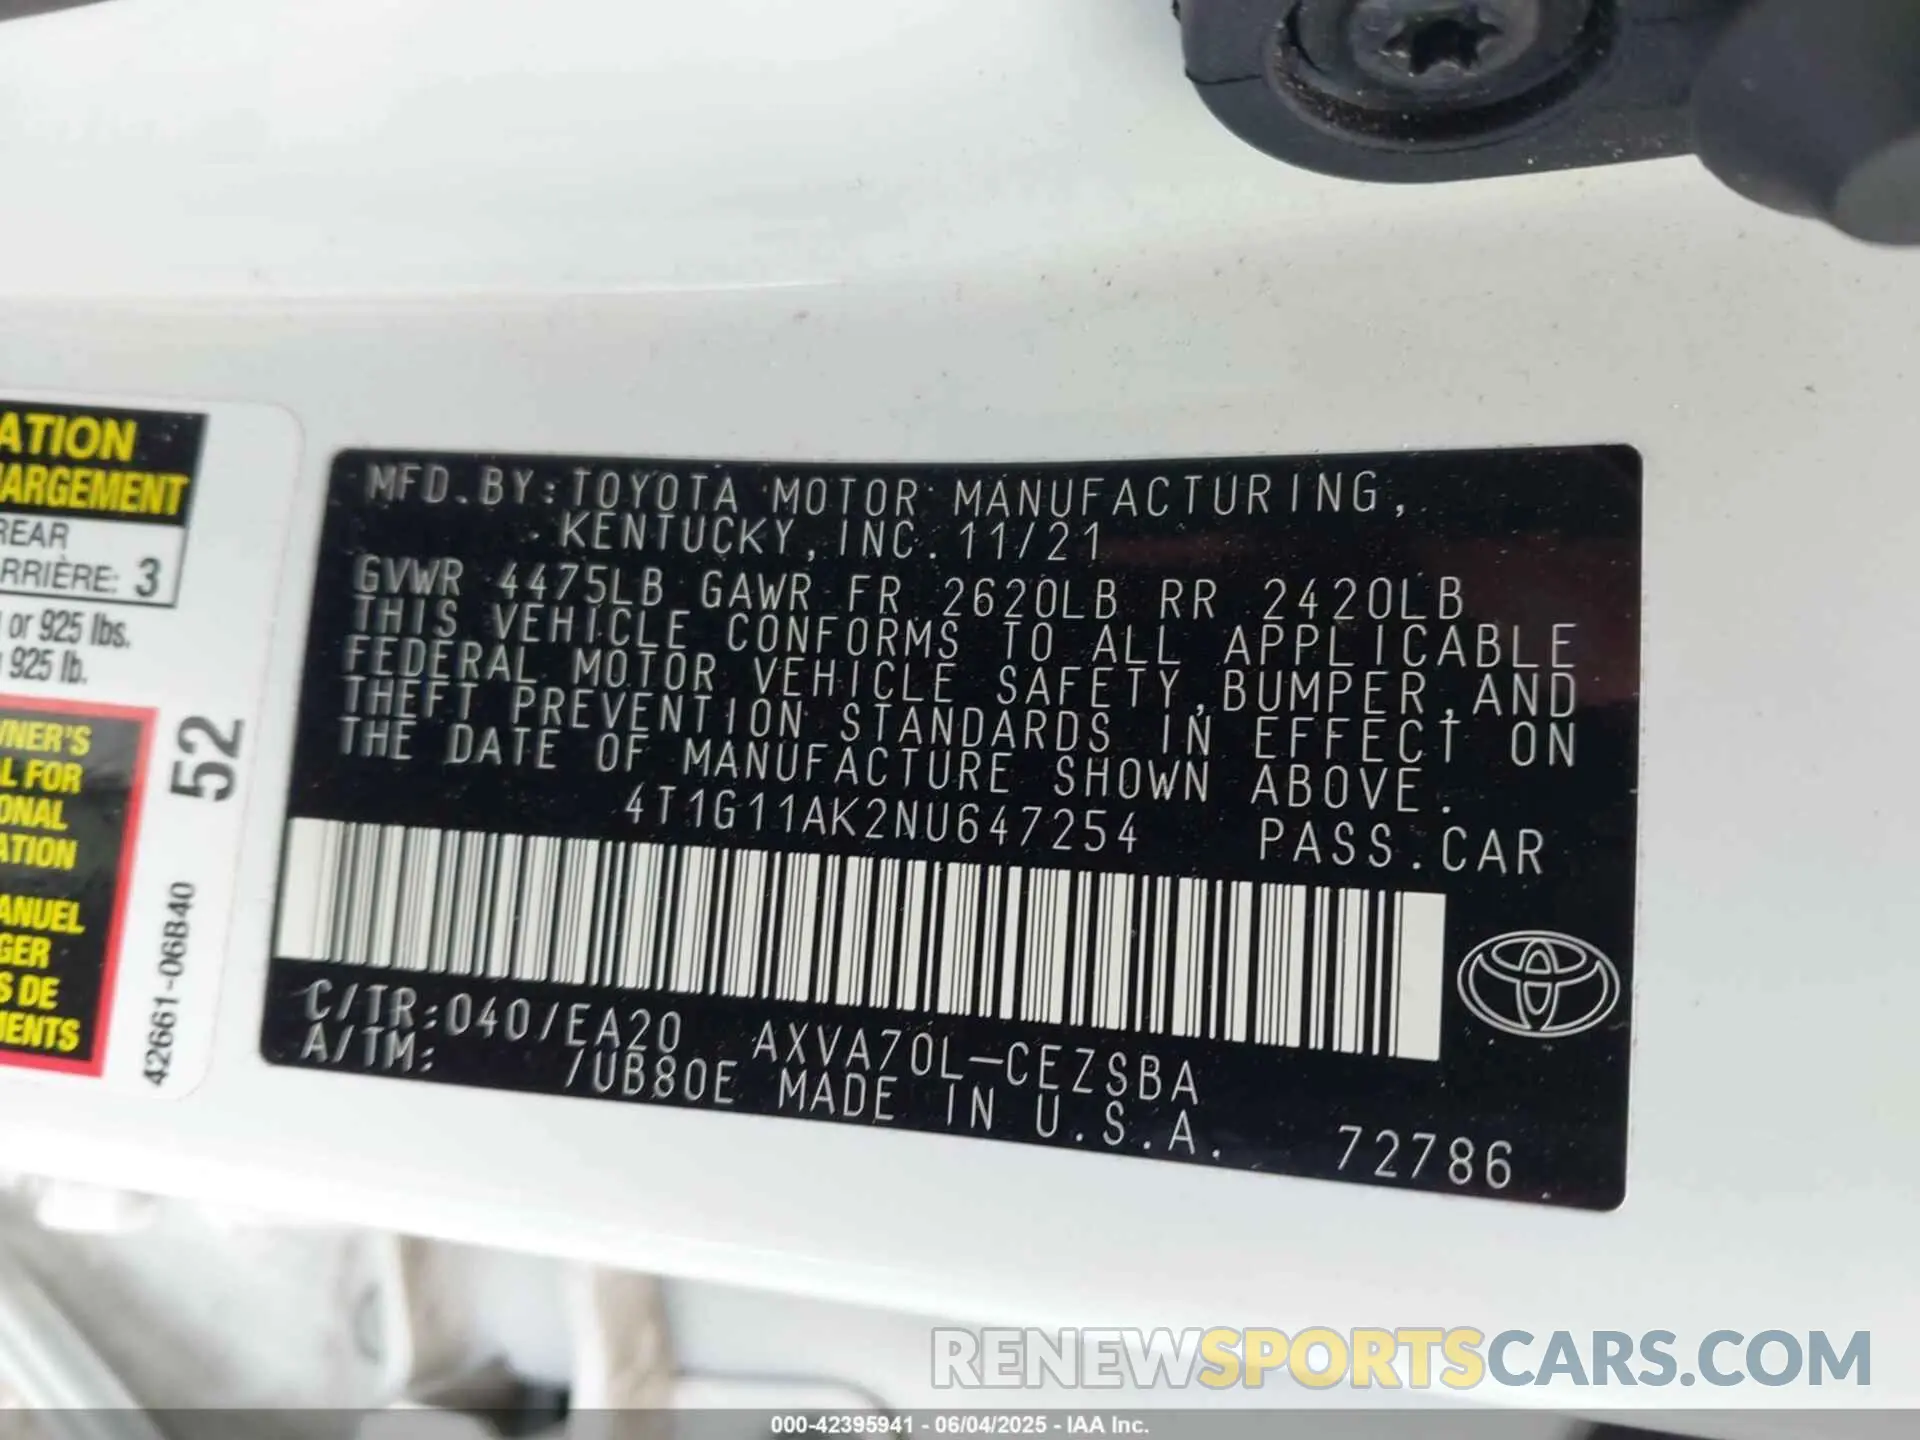 ATION
ARGEMENT
REAR
RRIÈRE: 3
or 925 lbs.
925 lb.
WNER'S
L FOR
ONAL
ATION
ANUEL
GER
S DE
MENTS
52
42661-06B40
MFD.BY:TOYOTA MOTOR MANUFACTURING,
KENTUCKY,INC. 11/21
GVWR 4475LB GAWR FR 2620LB RR 2420LB
THIS VEHICLE CONFORMS TO ALL APPLICABLE
FEDERAL MOTOR VEHICLE SAFETY,BUMPER,AND
THEFT PREVENTION STANDARDS IN EFFECT ON
THE DATE OF MANUFACTURE SHOWN ABOVE.
4T1G11AK2NU647254 PASS.CAR
C/TR:040/EA20 AXVA70L-CEZSBA
A/TM: /UB80E MADE IN U.S.A.
72786
RENEWSPORTSCARS.COM
000-42395941 - 06/04/2025 - IAA Inc.